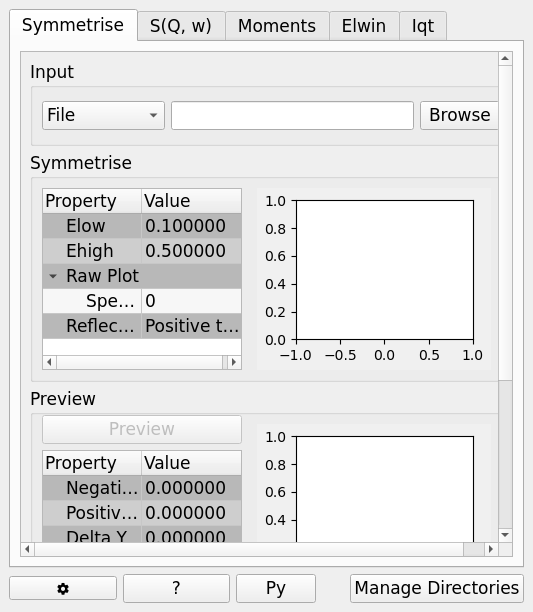 Symmetrise S(Q, w) Moments Elwin Iqt
Input
File Browse
Symmetrise
Property Value
Elow 0.100000
Ehigh 0.500000
Raw Plot
Spe... 0
Reflec... Positive t...
1.0
0.8
0.6
0.4
0.2
0.0
−1.0 −0.5 0.0 0.5 1.0
Preview
Preview
Property Value
Negati... 0.000000
Positiv... 0.000000
Delta Y 0.000000
1.0
0.8
0.6
0.4
? Py Manage Directories